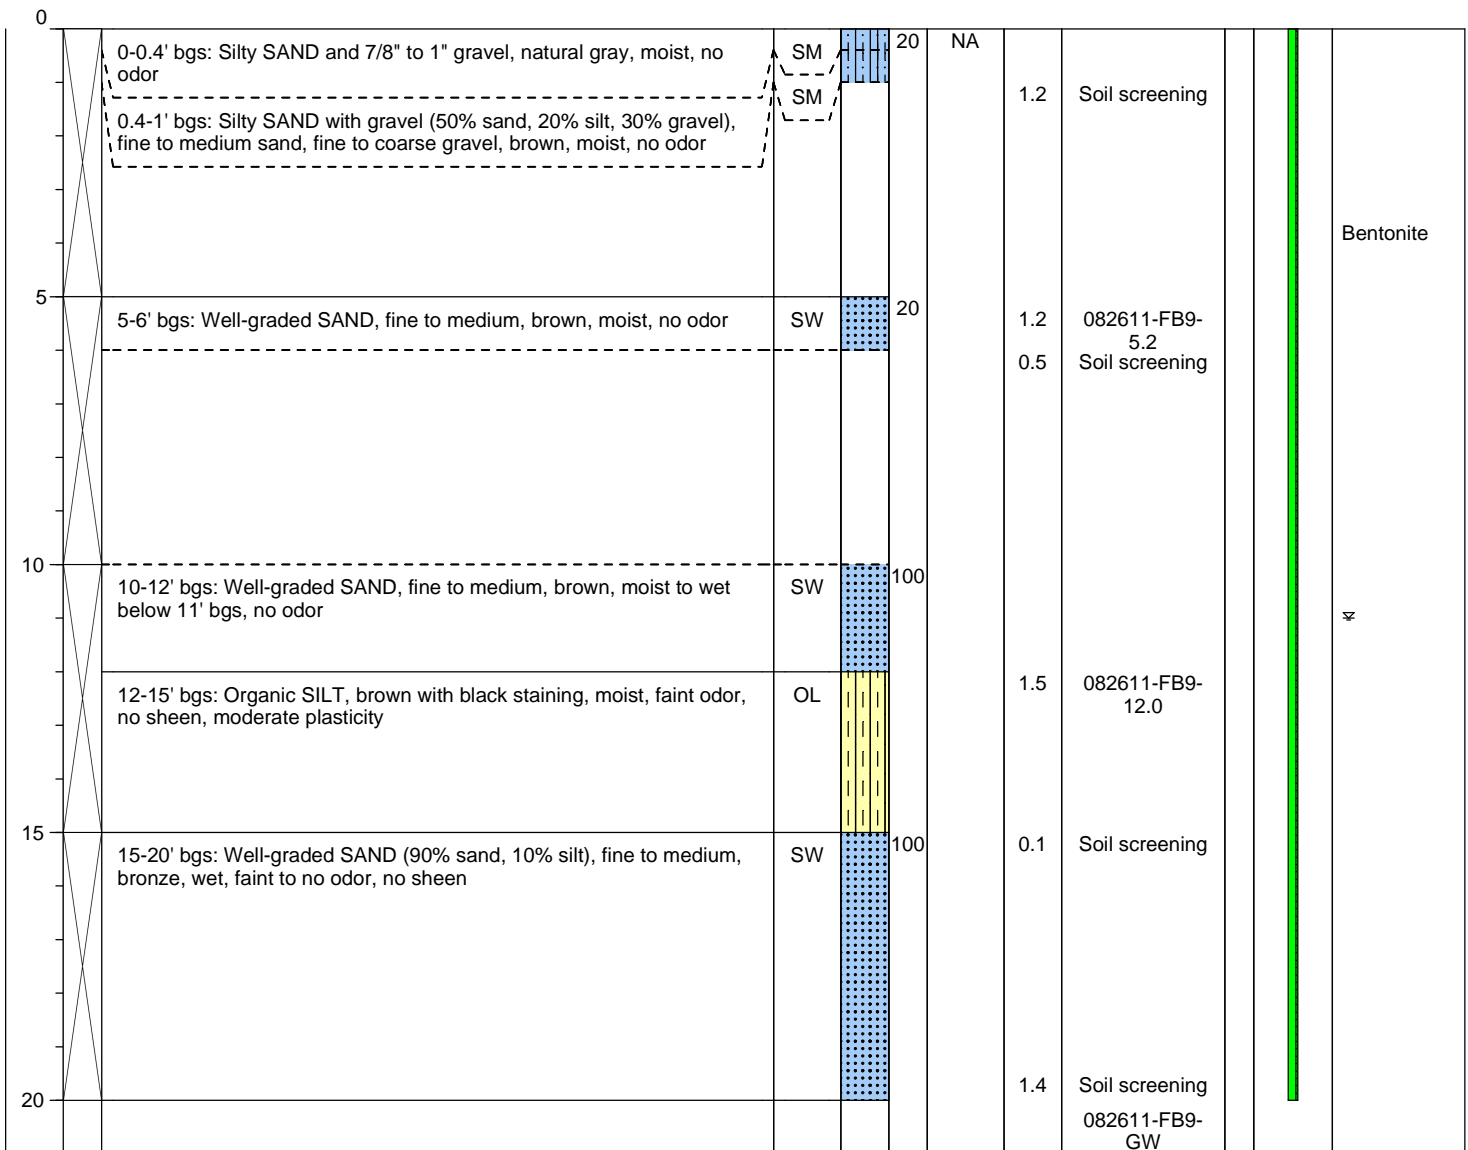 0
0-0.4' bgs: Silty SAND and 7/8" to 1" gravel, natural gray, moist, no
odor
SM
20
NA
SM
1.2
Soil screening
0.4-1' bgs: Silty SAND with gravel (50% sand, 20% silt, 30% gravel),
fine to medium sand, fine to coarse gravel, brown, moist, no odor
Bentonite
5
5-6' bgs: Well-graded SAND, fine to medium, brown, moist, no odor
SW
20
1.2
082611-FB9-
5.2
0.5
Soil screening
10
10-12' bgs: Well-graded SAND, fine to medium, brown, moist to wet
below 11' bgs, no odor
SW
100
12-15' bgs: Organic SILT, brown with black staining, moist, faint odor,
no sheen, moderate plasticity
OL
1.5
082611-FB9-
12.0
15
15-20' bgs: Well-graded SAND (90% sand, 10% silt), fine to medium,
bronze, wet, faint to no odor, no sheen
SW
100
0.1
Soil screening
1.4
Soil screening
20
082611-FB9-
GW